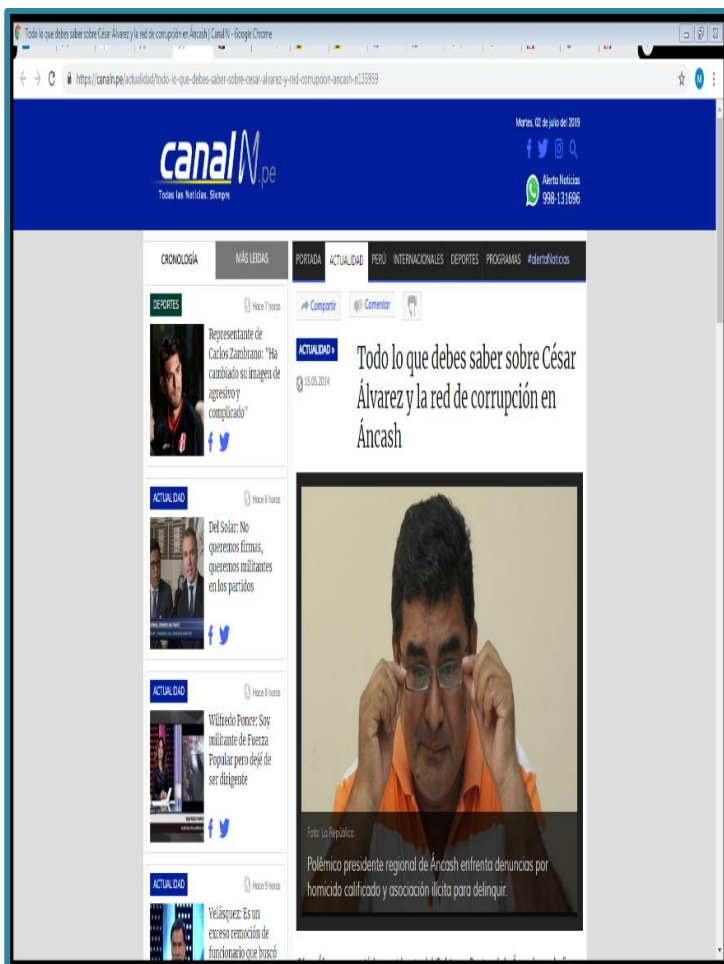 Todo lo que debes saber sobre César Álvarez y la red de corrupción en Áncash | Canal N - Google Chrome
https://canaln.pe/actualidad/todo-lo-que-debes-saber-sobre-cesar-alvarez-y-red-corrupcion-ancash-n135959
M
canal N.pe
Todas las Noticias. Siempre
Martes, 02 de julio del 2019
Alerta Noticias
998-131696
CRONOLOGÍA
MÁS LEIDAS
DEPORTES
Hace 7 horas
Representante de
Carlos Zambrano: "Ha
cambiado su imagen de
agresivo y
complicado"
ACTUALIDAD
Hace 8 horas
Del Solar: No
queremos firmas,
queremos militantes
en los partidos
ACTUALIDAD
Hace 8 horas
Wilfredo Ponce: Soy
militante de Fuerza
Popular pero dejé de
ser dirigente
ACTUALIDAD
Hace 9 horas
Velásquez: Es un
exceso remoción de
funcionario que buscó
PORTADA ACTUALIDAD PERÚ INTERNACIONALES DEPORTES PROGRAMAS #alertaNoticias
Compartir
Comentar
ACTUALIDAD »
15.05.2014
Todo lo que debes saber sobre César
Álvarez y la red de corrupción en
Áncash
Foto: La República
Polémico presidente regional de Áncash enfrenta denuncias por
homicido calificado y asociación ilícita para delinquir.